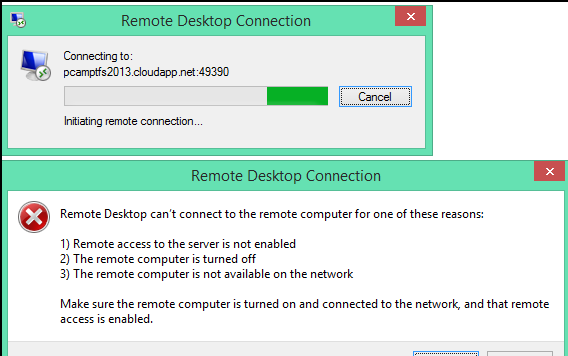 Remote Desktop Connection
Connecting to:
pcamptfs2013.cloudapp.net:49390
Cancel
Initiating remote connection...
Remote Desktop Connection
Remote Desktop can't connect to the remote computer for one of these reasons:
1) Remote access to the server is not enabled
2) The remote computer is turned off
3) The remote computer is not available on the network
Make sure the remote computer is turned on and connected to the network, and that remote
access is enabled.